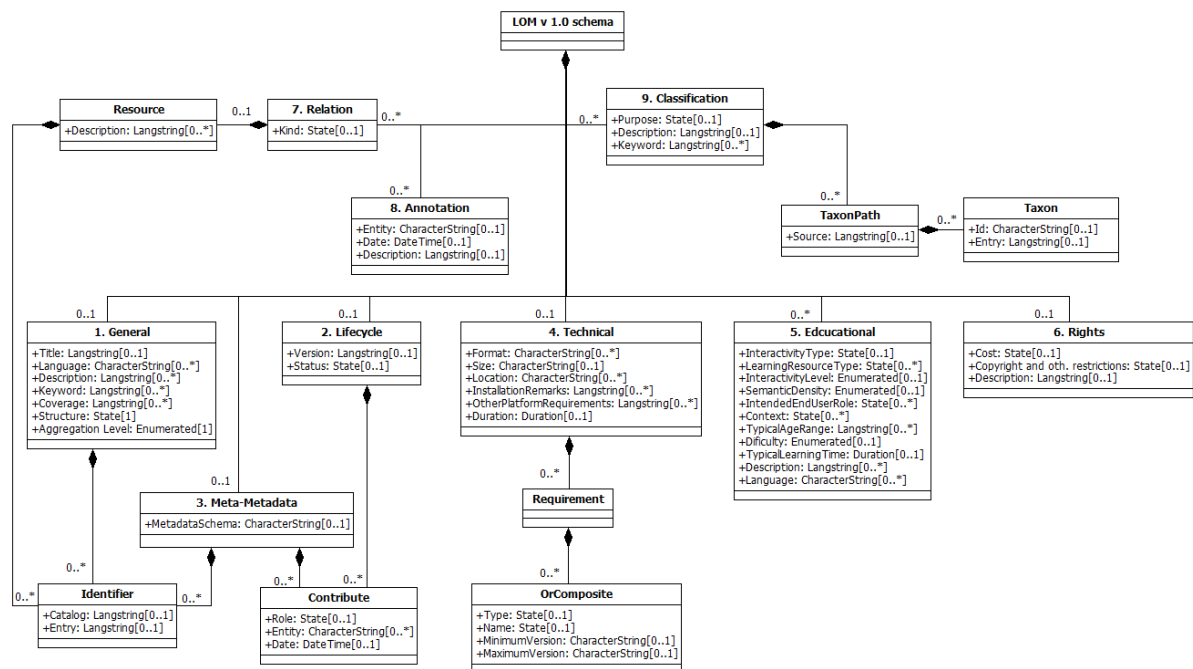 LOM v 1.0 schema
Resource
+Description: Langstring[0..*]
0..1
7. Relation
+Kind: State[0..1]
0..*
0..*
9. Classification
+Purpose: State[0..1]
+Description: Langstring[0..1]
+Keyword: Langstring[0..*]
0..*
8. Annotation
+Entity: CharacterString[0..1]
+Date: DateTime[0..1]
+Description: Langstring[0..1]
0..*
TaxonPath
+Source: Langstring[0..1]
0..*
Taxon
+Id: CharacterString[0..1]
+Entry: Langstring[0..1]
0..1
1. General
+Title: Langstring[0..1]
+Language: CharacterString[0..*]
+Description: Langstring[0..*]
+Keyword: Langstring[0..*]
+Coverage: Langstring[0..*]
+Structure: State[1]
+Aggregation Level: Enumerated[1]
0..1
2. Lifecycle
+Version: Langstring[0..1]
+Status: State[0..1]
0..1
4. Technical
+Format: CharacterString[0..*]
+Size: CharacterString[0..1]
+Location: CharacterString[0..*]
+InstallationRemarks: Langstring[0..*]
+OtherPlatformRequirements: Langstring[0..*]
+Duration: Duration[0..1]
0..*
5. Educational
+InteractivityType: State[0..1]
+LearningResourceType: State[0..*]
+InteractivityLevel: Enumerated[0..1]
+SemanticDensity: Enumerated[0..1]
+IntendedEndUserRole: State[0..*]
+Context: State[0..*]
+TypicalAgeRange: Langstring[0..*]
+Dificulty: Enumerated[0..1]
+TypicalLearningTime: Duration[0..1]
+Description: Langstring[0..*]
+Language: CharacterString[0..*]
0..1
6. Rights
+Cost: State[0..1]
+Copyright and oth. restrictions: State[0..1]
+Description: Langstring[0..1]
0..1
3. Meta-Metadata
+MetadataSchema: CharacterString[0..1]
0..*
Requirement
0..*
0..*
0..*
Identifier
+Catalog: Langstring[0..1]
+Entry: Langstring[0..1]
0..*
0..*
Contribute
+Role: State[0..1]
+Entity: CharacterString[0..*]
+Date: DateTime[0..1]
0..*
OrComposite
+Type: State[0..1]
+Name: State[0..1]
+MinimumVersion: CharacterString[0..1]
+MaximumVersion: CharacterString[0..1]